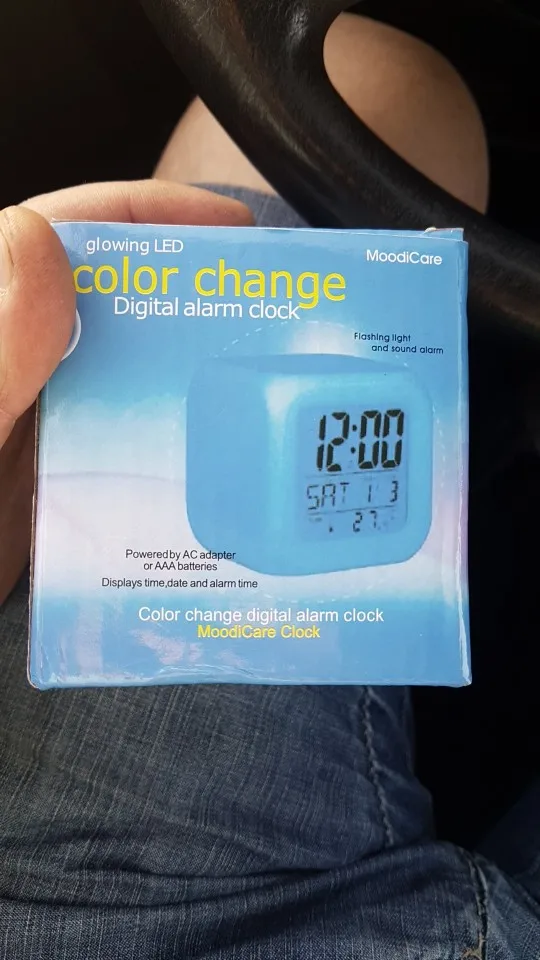 glowing LED
MoodiCare
color change
Digital alarm clock
Flashing light
and sound alarm
12:00
SAT 1 3
27
Powered by AC adapter
or AAA batteries
Displays time,date and alarm time
Color change digital alarm clock
MoodiCare Clock